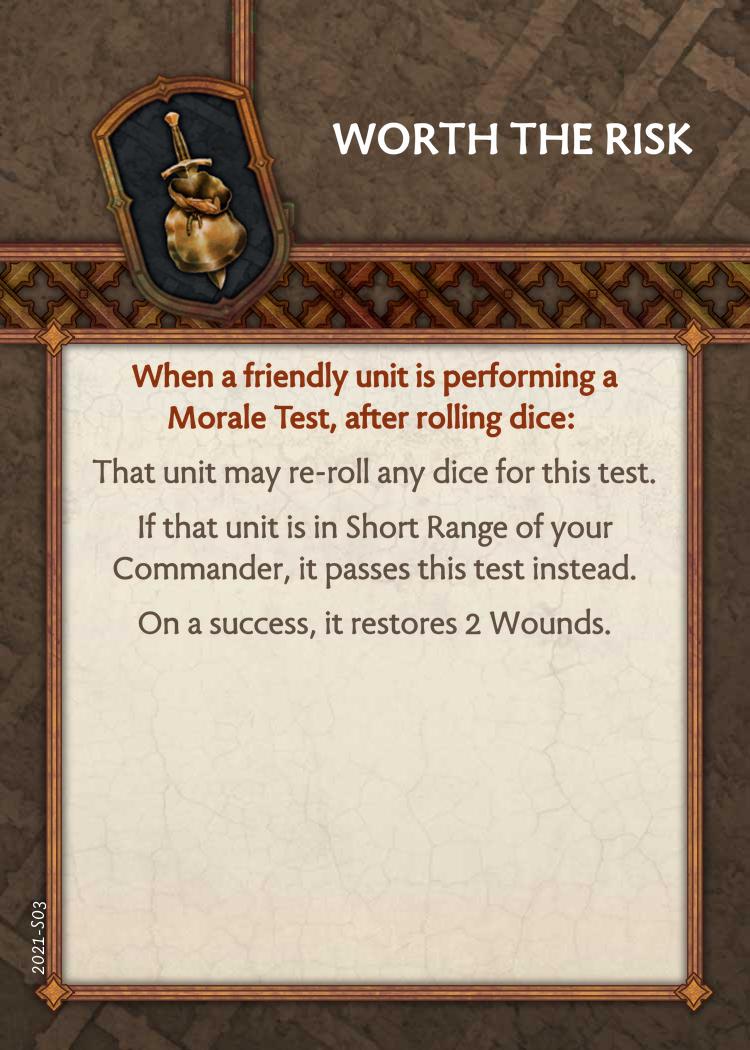 WORTH THE RISK
When a friendly unit is performing a
Morale Test, after rolling dice:
That unit may re-roll any dice for this test.
If that unit is in Short Range of your
Commander, it passes this test instead.
On a success, it restores 2 Wounds.
2021-S03